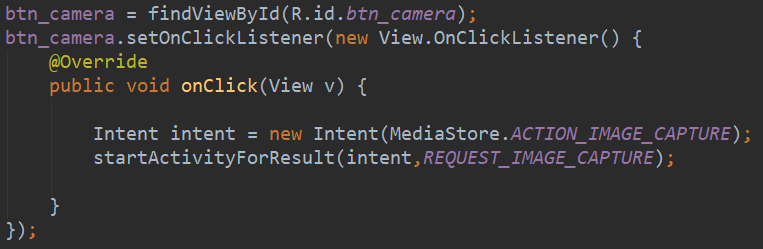 btn_camera = findViewById(R.id.btn_camera);
btn_camera.setOnClickListener(new View.OnClickListener() {
@Override
public void onClick(View v) {
Intent intent = new Intent(MediaStore.ACTION_IMAGE_CAPTURE);
startActivityForResult(intent,REQUEST_IMAGE_CAPTURE);
}
});